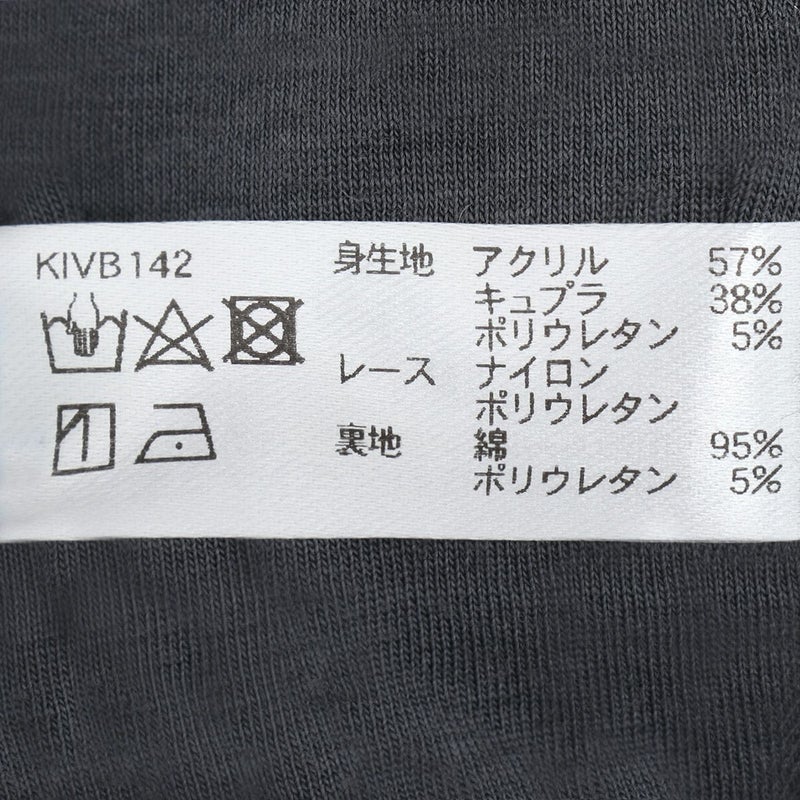 KIVB142 身生地 アクリル 57%
キュプラ 38%
ポリウレタン 5%
レース ナイロン
ポリウレタン
裏地 綿 95%
ポリウレタン 5%